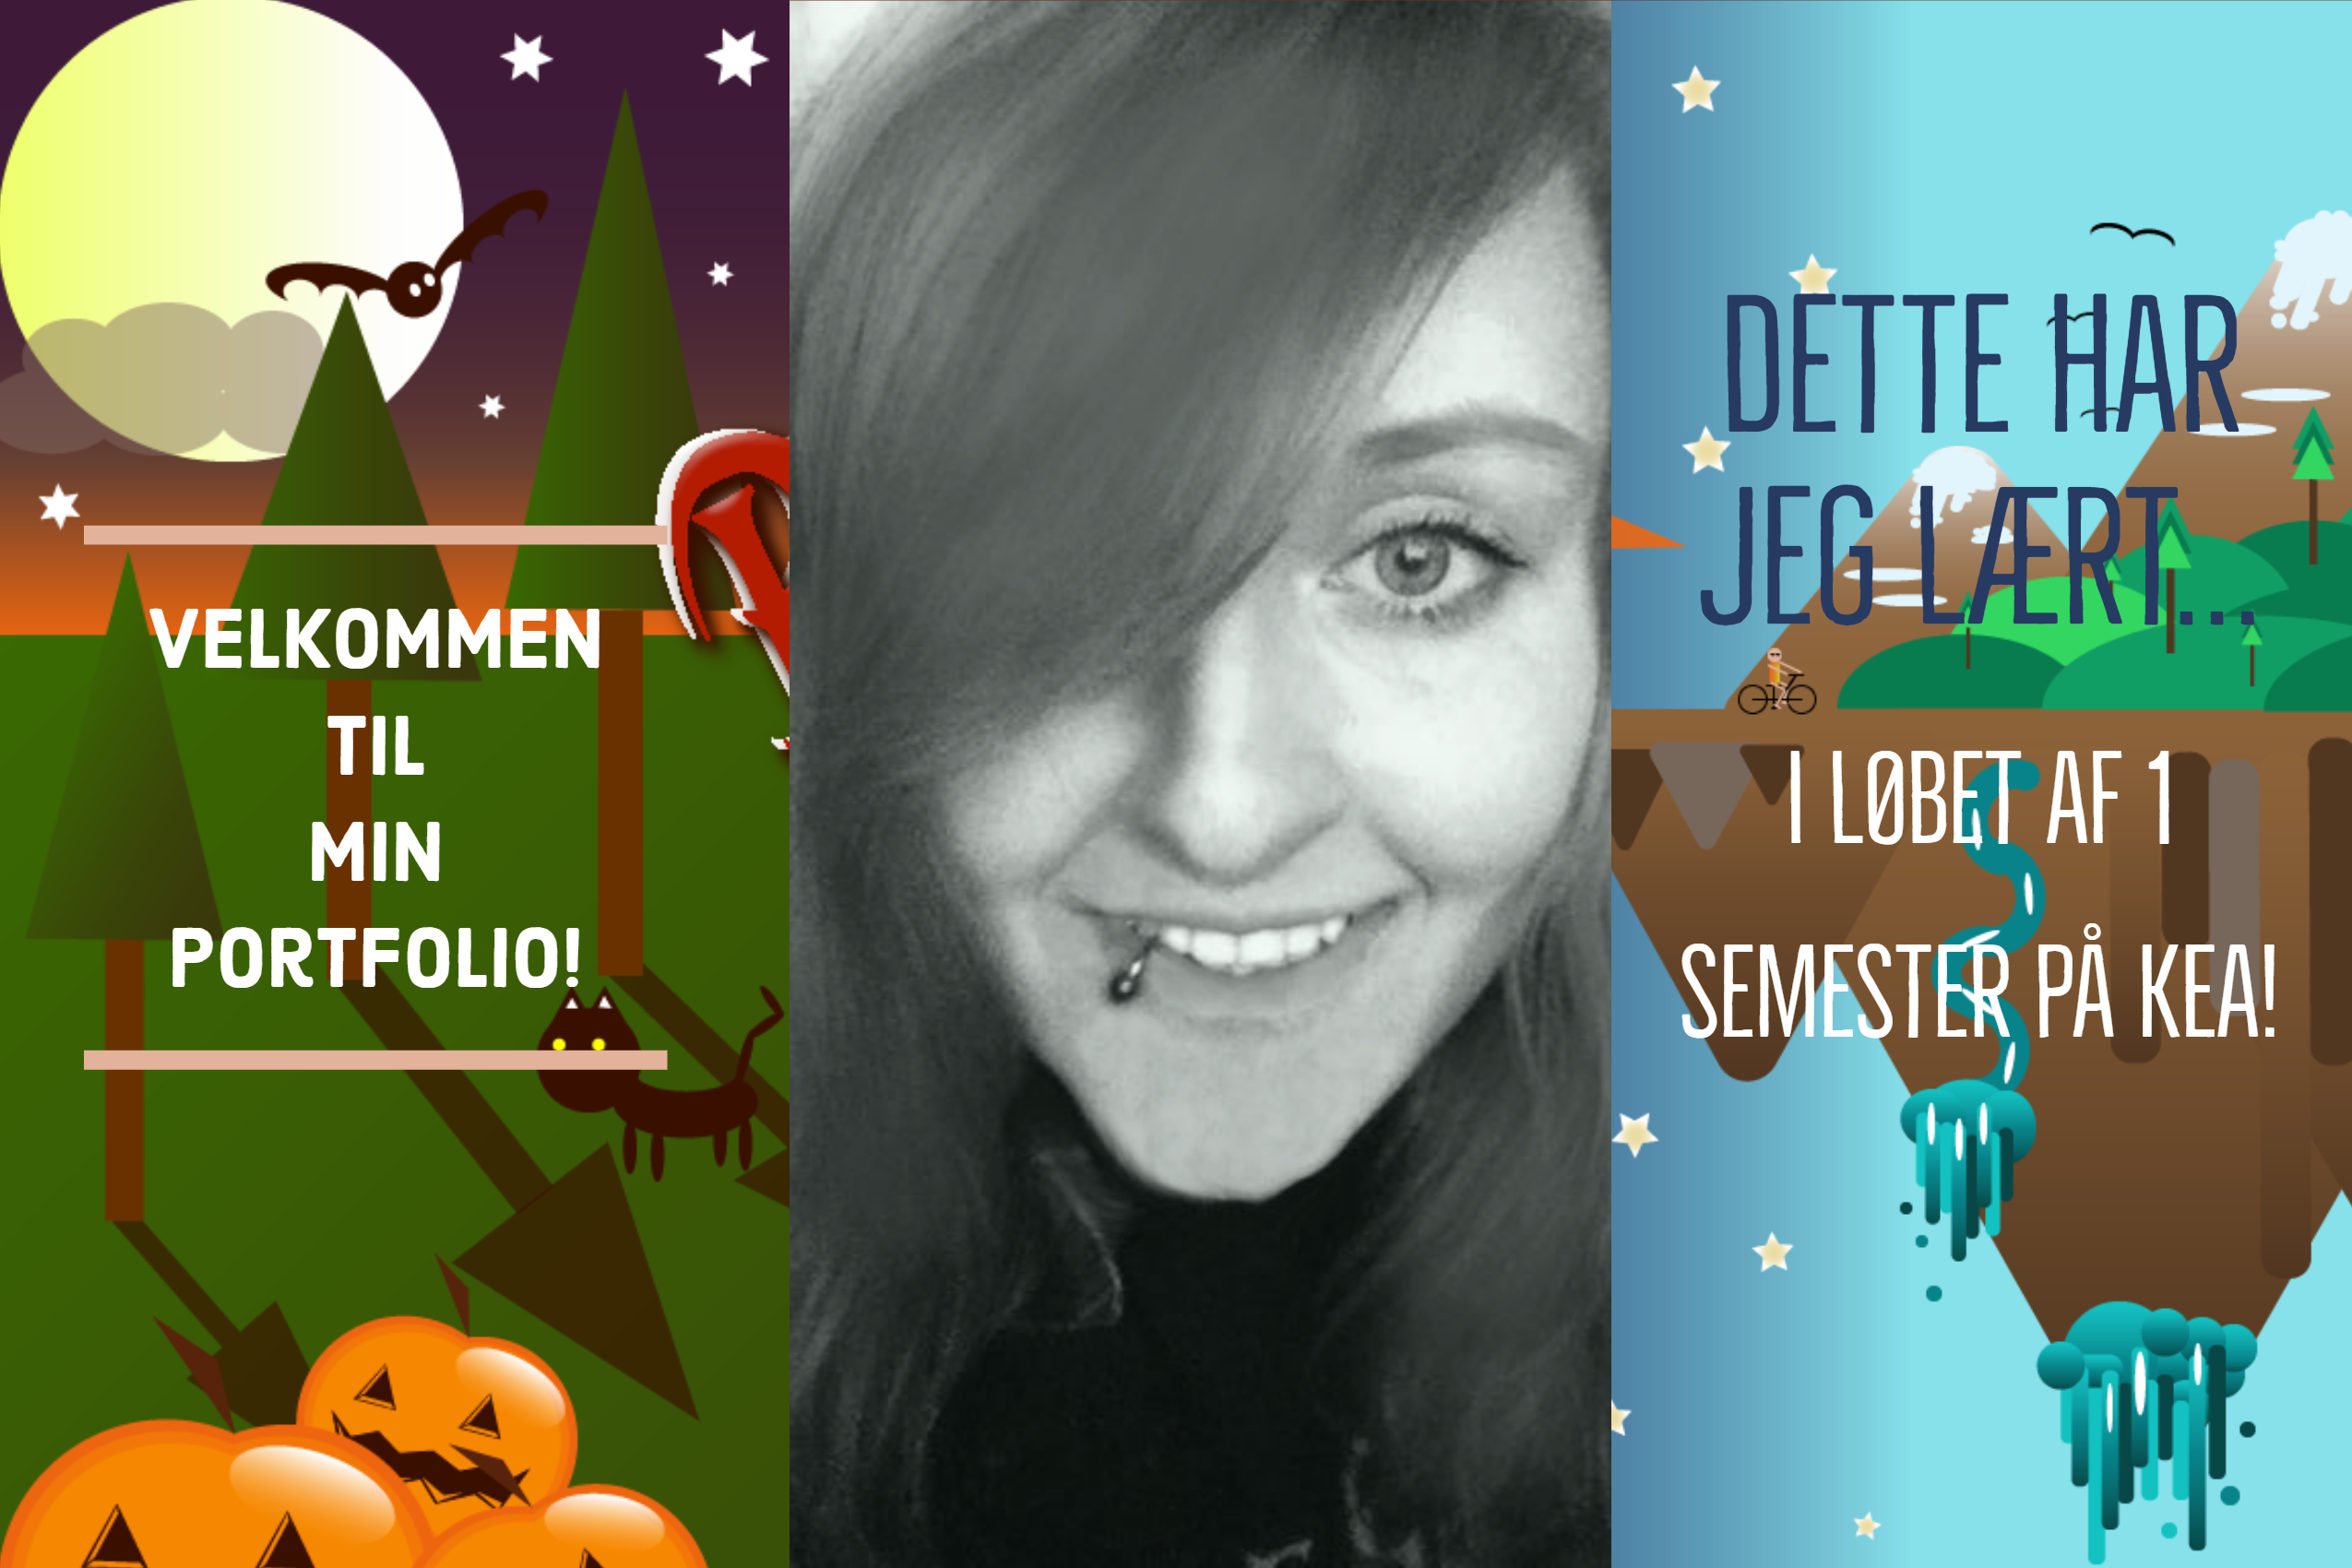 VELKOMMEN
TIL
MIN
PORTFOLIO!
DETTE HAR
JEG LÆRT...
I LØBET AF 1
SEMESTER PÅ KEA!